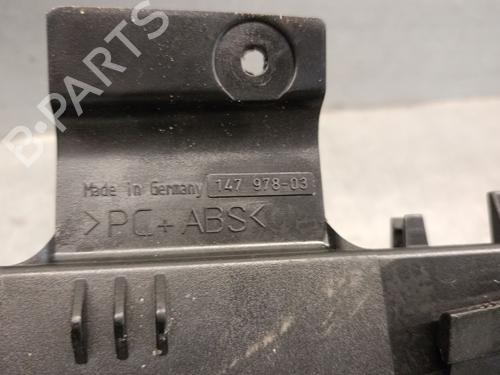 B-PARTS
Made in Germany 147 978-03
>PC+ABS<